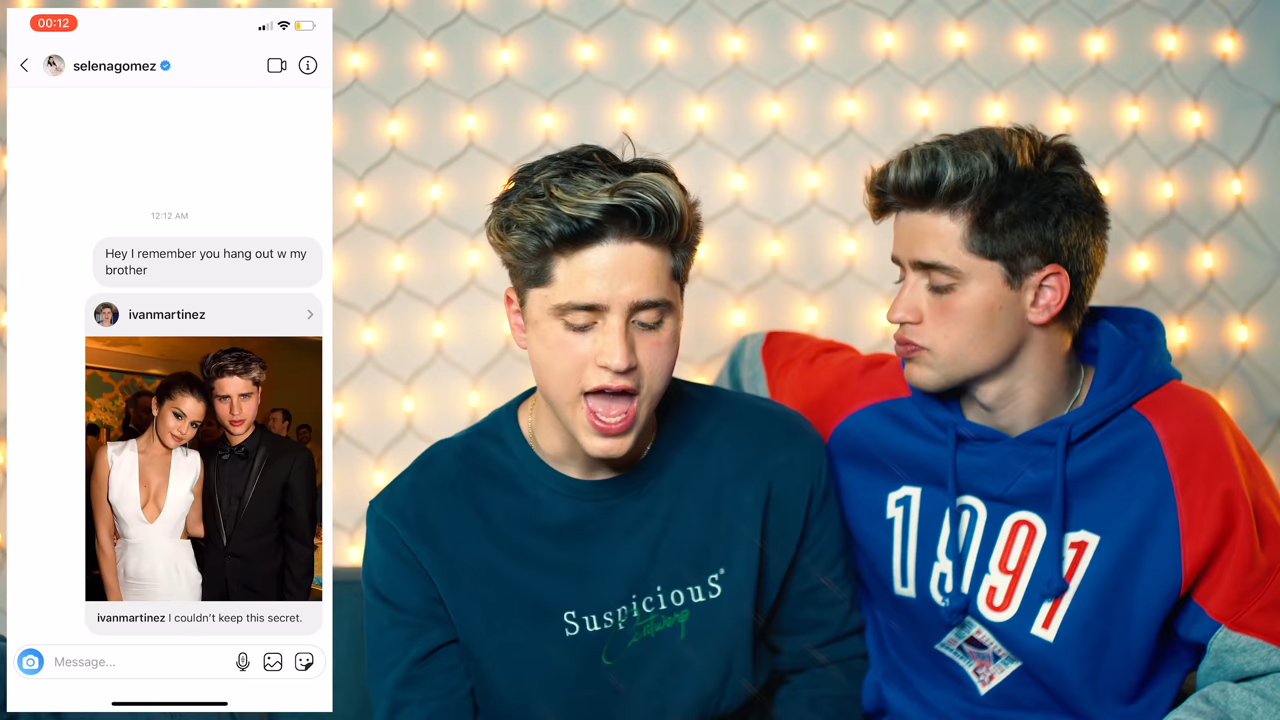 00:12
selenagomez
12:12 AM
Hey I remember you hang out w my
brother
ivanmartinez
ivanmartinez I couldn't keep this secret.
Message...
SuspiciouS®
Antwerp
1991